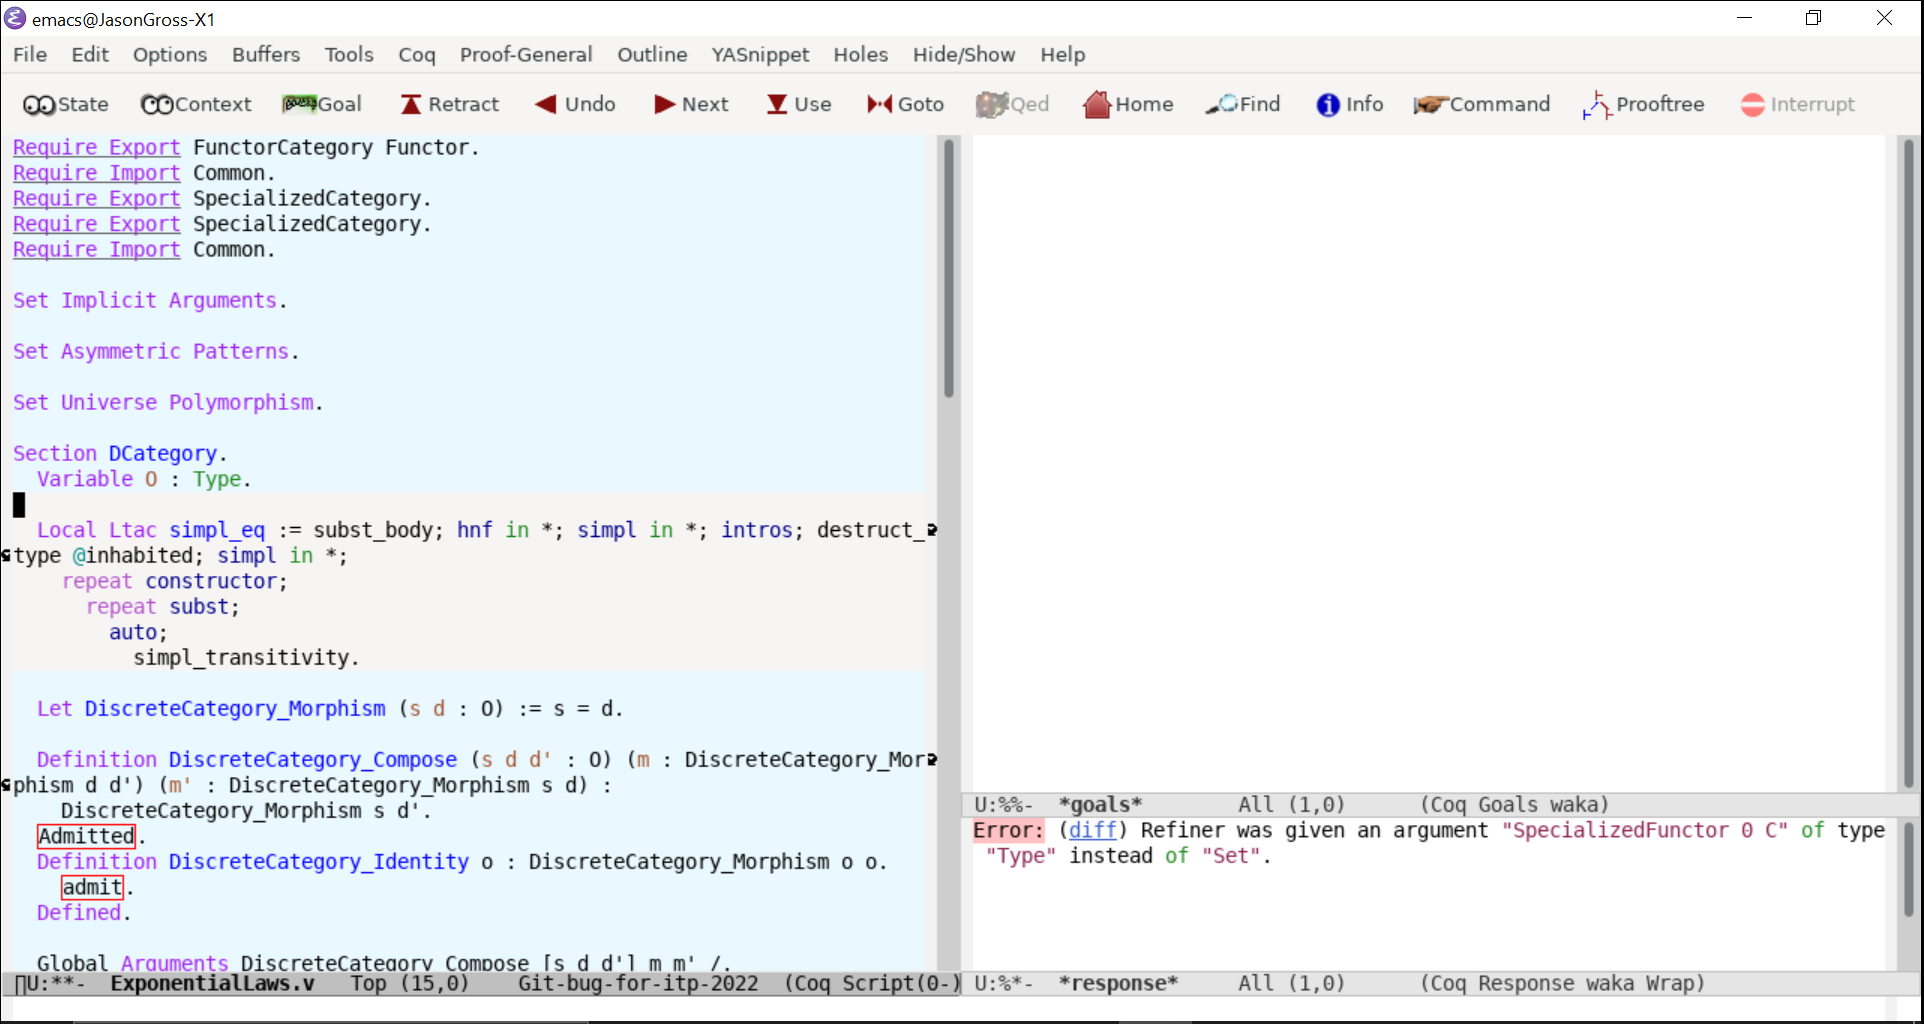 emacs@JasonGross-X1
File Edit Options Buffers Tools Coq Proof-General Outline YASnippet Holes Hide/Show Help
State Context Goal Retract Undo Next Use Goto Qed Home Find Info Command Prooftree Interrupt
Require Export FunctorCategory Functor.
Require Import Common.
Require Export SpecializedCategory.
Require Export SpecializedCategory.
Require Import Common.
Set Implicit Arguments.
Set Asymmetric Patterns.
Set Universe Polymorphism.
Section DCategory.
Variable O : Type.
Local Ltac simpl_eq := subst_body; hnf in *; simpl in *; intros; destruct_
type @inhabited; simpl in *;
repeat constructor;
repeat subst;
auto;
simpl_transitivity.
Let DiscreteCategory_Morphism (s d : O) := s = d.
Definition DiscreteCategory_Compose (s d d' : O) (m : DiscreteCategory_Mor
phism d d') (m' : DiscreteCategory_Morphism s d) :
DiscreteCategory_Morphism s d'.
Admitted.
Definition DiscreteCategory_Identity o : DiscreteCategory_Morphism o o.
admit.
Defined.
Global Arguments DiscreteCategory_Compose [s d d'] m m' /.
U:**- ExponentialLaws.v Top (15,0) Git-bug-for-itp-2022 (Coq Script(0-)
U:%%- *goals* All (1,0) (Coq Goals waka)
Error: (diff) Refiner was given an argument "SpecializedFunctor 0 C" of type
"Type" instead of "Set".
U:%*- *response* All (1,0) (Coq Response waka Wrap)